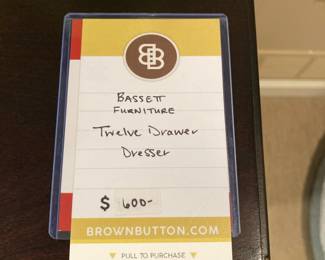 BB
BASSETT
FURNITURE
Twelve Drawer
Dresser
$ 600-
BROWNBUTTON.COM
▼ PULL TO PURCHASE ▼